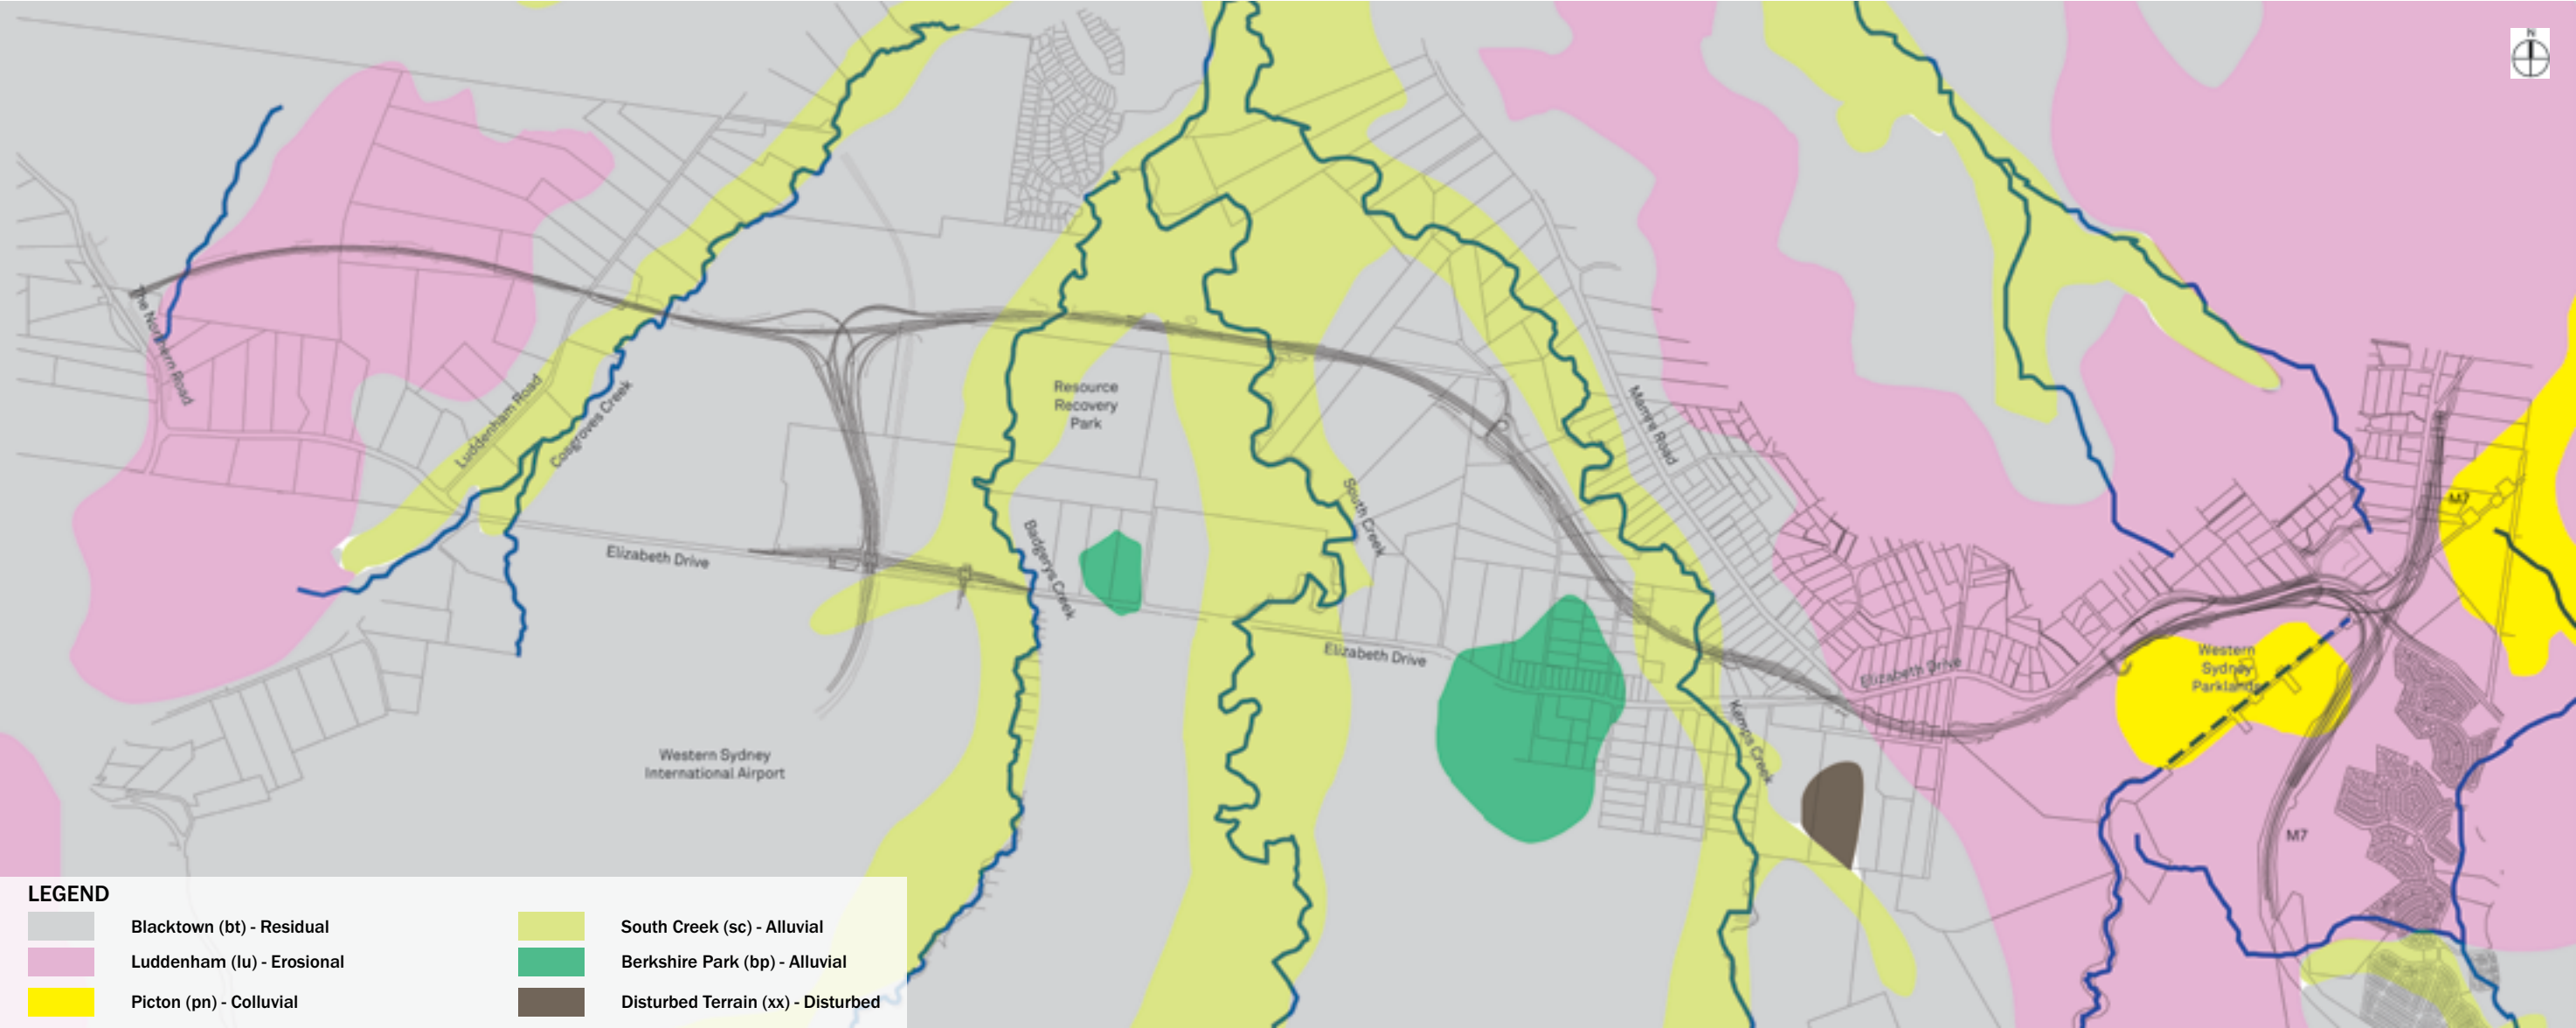 N
The Northern Road
Luddenham Road
Cosgroves Creek
Resource
Recovery
Park
Mamre Road
M7
South Creek
Badgerys Creek
Elizabeth Drive
Elizabeth Drive
Elizabeth Drive
Western
Sydney
Parklands
Kemps Creek
Western Sydney
International Airport
M7
LEGEND
Blacktown (bt) - Residual
South Creek (sc) - Alluvial
Luddenham (lu) - Erosional
Berkshire Park (bp) - Alluvial
Picton (pn) - Colluvial
Disturbed Terrain (xx) - Disturbed